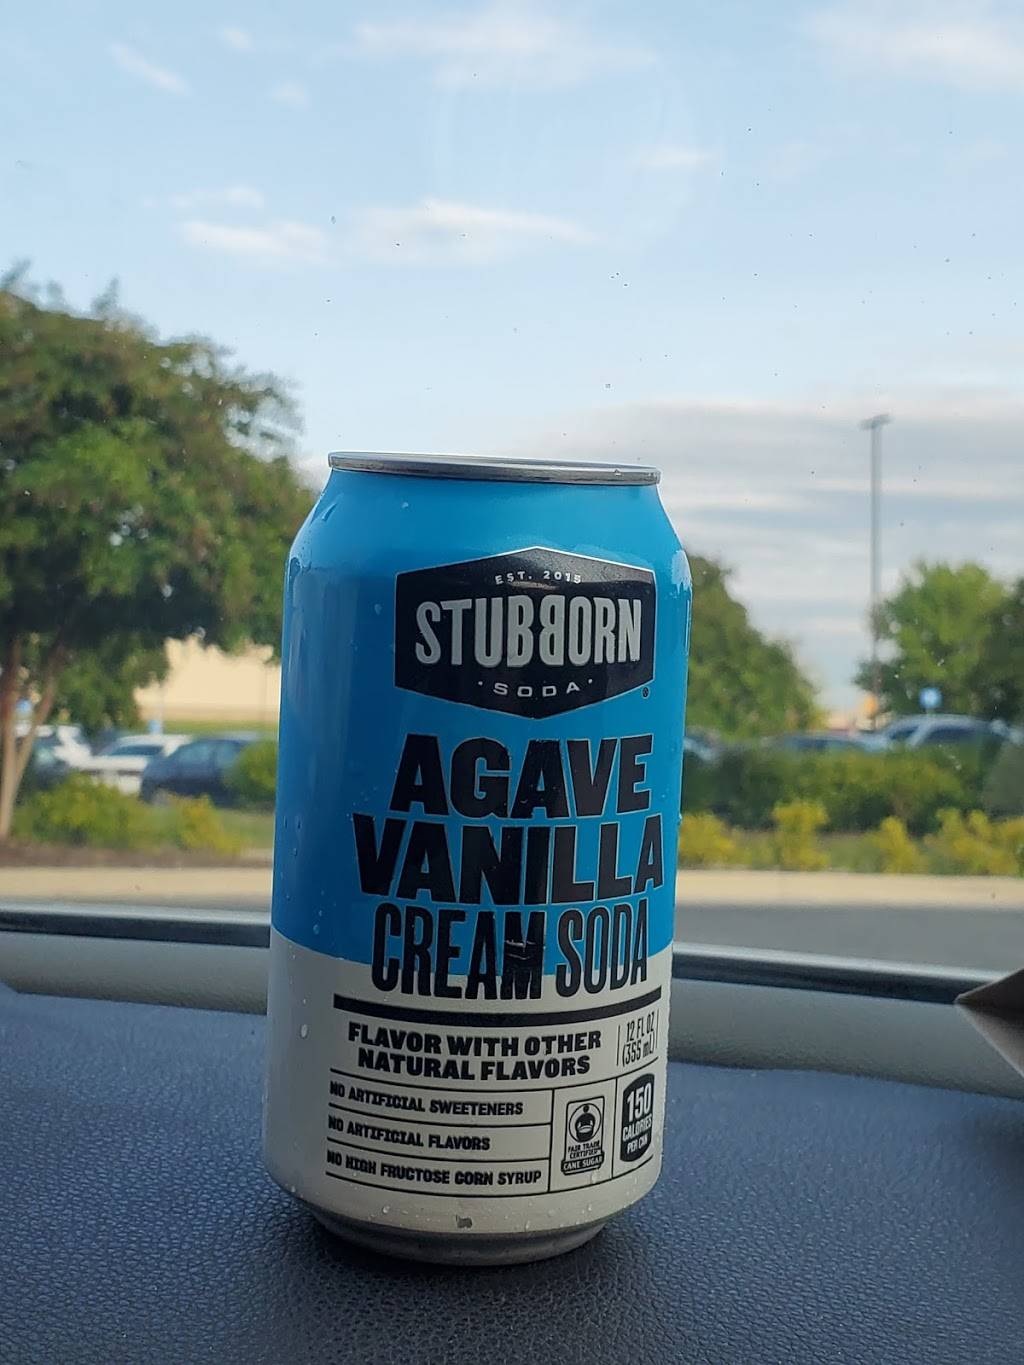 EST. 2015
STUBBORN
SODA
®
AGAVE
VANILLA
CREAM SODA
FLAVOR WITH OTHER
NATURAL FLAVORS
12 FL OZ
(355 mL)
NO ARTIFICIAL SWEETENERS
NO ARTIFICIAL FLAVORS
NO HIGH FRUCTOSE CORN SYRUP
FAIR TRADE
CERTIFIED
CANE SUGAR
150
CALORIES
PER CAN